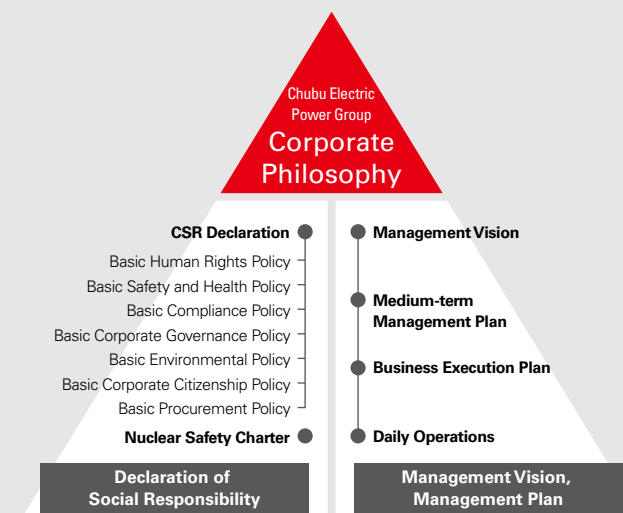 Chubu Electric
Power Group
Corporate
Philosophy
CSR Declaration
Basic Human Rights Policy
Basic Safety and Health Policy
Basic Compliance Policy
Basic Corporate Governance Policy
Basic Environmental Policy
Basic Corporate Citizenship Policy
Basic Procurement Policy
Nuclear Safety Charter
Declaration of
Social Responsibility
Management Vision
Medium-term
Management Plan
Business Execution Plan
Daily Operations
Management Vision,
Management Plan